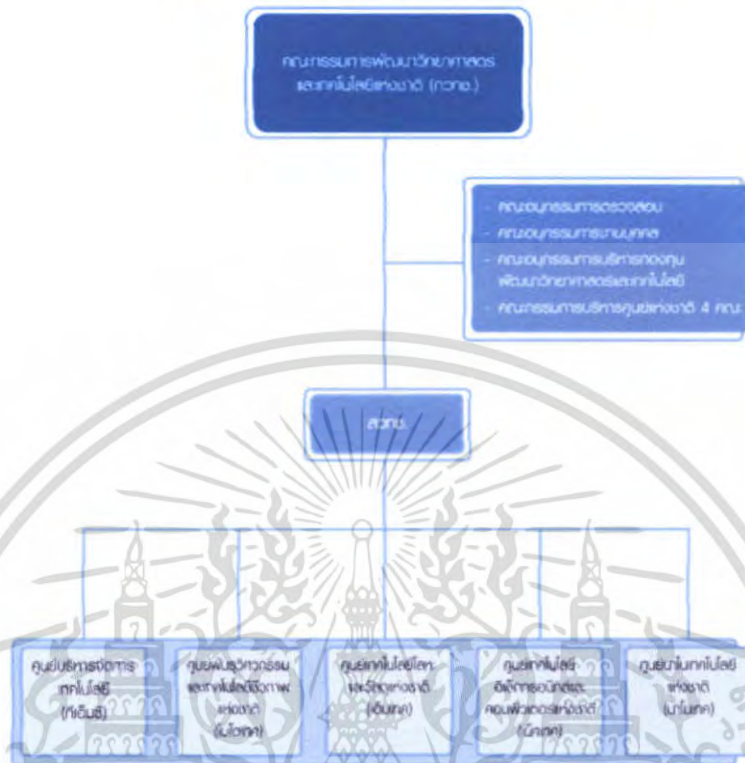 คณะกรรมการพัฒนาวิทยาศาสตร์
และเทคโนโลยีแห่งชาติ (กวทช.)
- คณะอนุกรรมการตรวจสอบ
- คณะอนุกรรมการงานบุคคล
- คณะอนุกรรมการบริหารกองทุน
พัฒนาวิทยาศาสตร์และเทคโนโลยี
- คณะกรรมการบริหารศูนย์แห่งชาติ 4 คณะ
สวทช.
ศูนย์บริหารจัดการ
เทคโนโลยี
(ทีเอ็มซี)
ศูนย์พันธุวิศวกรรม
และเทคโนโลยีชีวภาพ
แห่งชาติ
(ไบโอเทค)
ศูนย์เทคโนโลยีโลหะ
และวัสดุแห่งชาติ
(เอ็มเทค)
ศูนย์เทคโนโลยี
อิเล็กทรอนิกส์และ
คอมพิวเตอร์แห่งชาติ
(เนคเทค)
ศูนย์นาโนเทคโนโลยี
แห่งชาติ
(นาโนเทค)